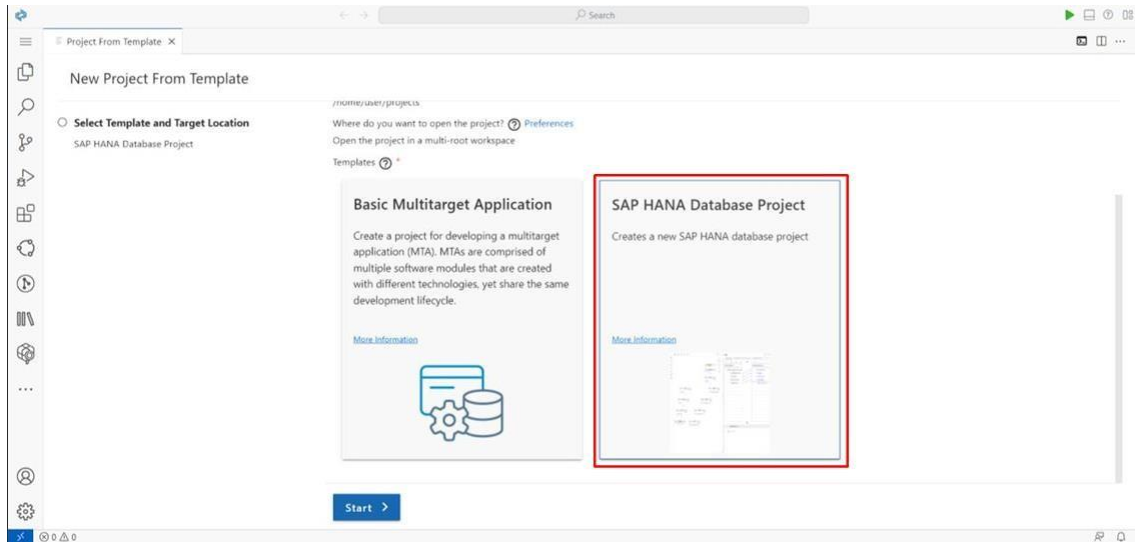 Search
Project From Template
New Project From Template
/home/user/projects
Select Template and Target Location
SAP HANA Database Project
Where do you want to open the project? Preferences
Open the project in a multi-root workspace
Templates *
Basic Multitarget Application
Create a project for developing a multitarget
application (MTA). MTAs are comprised of
multiple software modules that are created
with different technologies, yet share the same
development lifecycle.
More Information
SAP HANA Database Project
Creates a new SAP HANA database project
More Information
Start
0 0